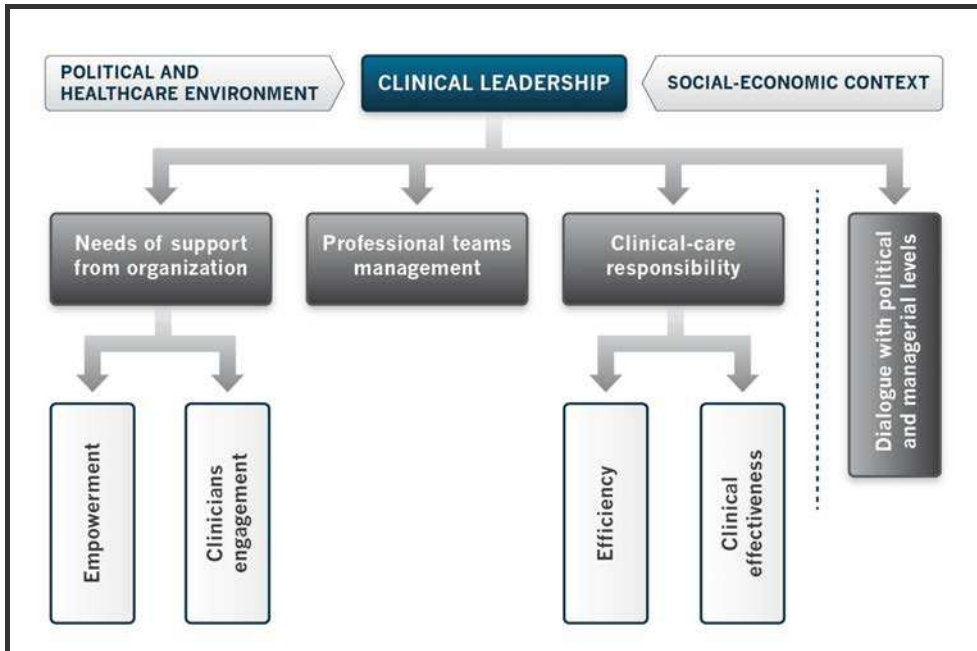 POLITICAL AND
HEALTHCARE ENVIRONMENT
CLINICAL LEADERSHIP
SOCIAL-ECONOMIC CONTEXT
Needs of support
from organization
Professional teams
management
Clinical-care
responsibility
Dialogue with political
and managerial levels
Empowerment
Clinicians
engagement
Efficiency
Clinical
effectiveness